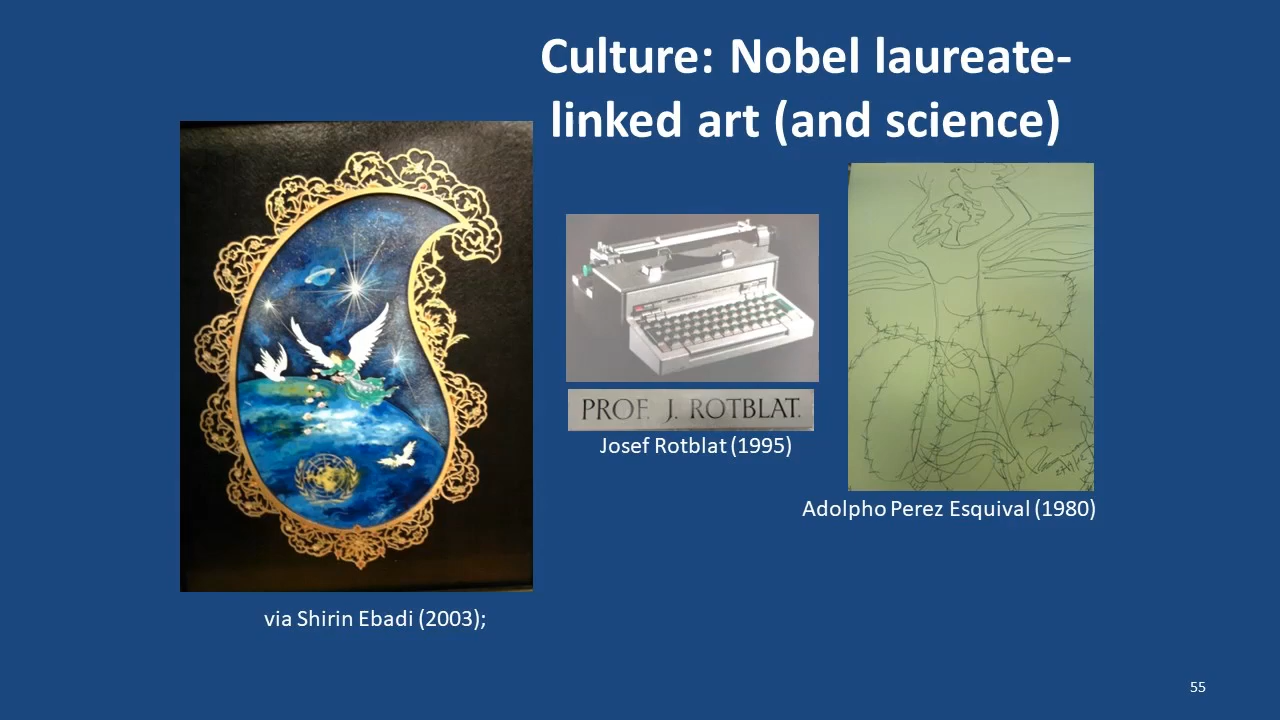 Culture: Nobel laureate-
linked art (and science)
PROF. J. ROTBLAT.
Josef Rotblat (1995)
Adolpho Perez Esquival (1980)
via Shirin Ebadi (2003);
55